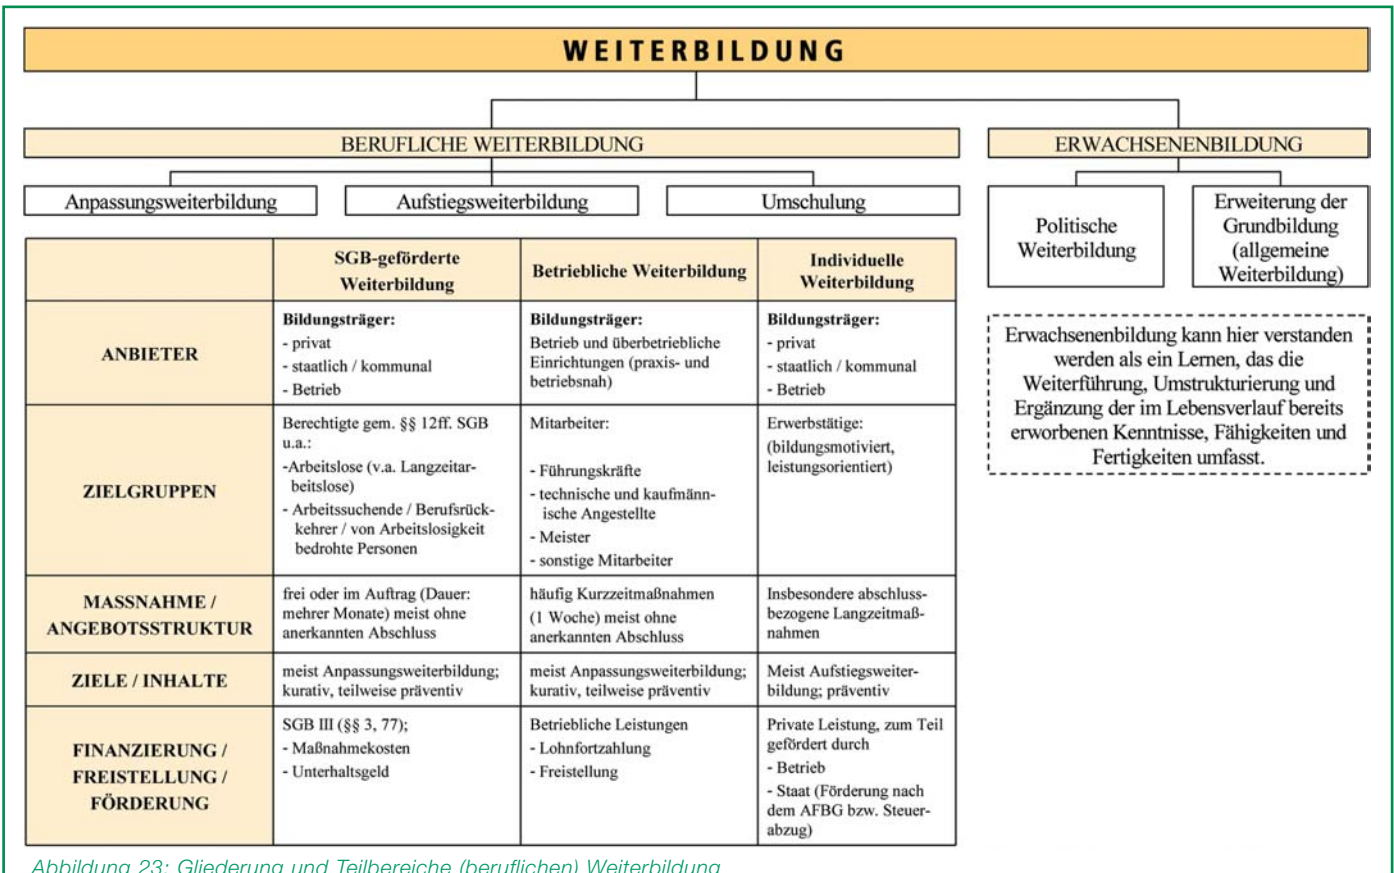 WEITERBILDUNG
BERUFLICHE WEITERBILDUNG
ERWACHSENENBILDUNG
Anpassungsweiterbildung
Aufstiegsweiterbildung
Umschulung
Politische
Weiterbildung
Erweiterung der
Grundbildung
(allgemeine
Weiterbildung)
Erwachsenenbildung kann hier verstanden
werden als ein Lernen, das die
Weiterführung, Umstrukturierung und
Ergänzung der im Lebensverlauf bereits
erworbenen Kenntnisse, Fähigkeiten und
Fertigkeiten umfasst.
SGB-geförderte
Weiterbildung
Betriebliche Weiterbildung
Individuelle
Weiterbildung
ANBIETER
Bildungsträger:
- privat
- staatlich / kommunal
- Betrieb
Bildungsträger:
Betrieb und überbetriebliche
Einrichtungen (praxis- und
betriebsnah)
Bildungsträger:
- privat
- staatlich / kommunal
- Betrieb
ZIELGRUPPEN
Berechtigte gem. §§ 12ff. SGB
u.a.:
-Arbeitslose (v.a. Langzeitar-
beitslose)
- Arbeitssuchende / Berufsrück-
kehrer / von Arbeitslosigkeit
bedrohte Personen
Mitarbeiter:
- Führungskräfte
- technische und kaufmänn-
ische Angestellte
- Meister
- sonstige Mitarbeiter
Erwerbstätige:
(bildungsmotiviert,
leistungsorientiert)
MASSNAHME /
ANGEBOTSSTRUKTUR
frei oder im Auftrag (Dauer:
mehrer Monate) meist ohne
anerkannten Abschluss
häufig Kurzzeitmaßnahmen
(1 Woche) meist ohne
anerkannten Abschluss
Insbesondere abschluss-
bezogene Langzeitmaß-
nahmen
ZIELE / INHALTE
meist Anpassungsweiterbildung;
kurativ, teilweise präventiv
meist Anpassungsweiterbildung;
kurativ, teilweise präventiv
Meist Aufstiegsweiter-
bildung; präventiv
FINANZIERUNG /
FREISTELLUNG /
FÖRDERUNG
SGB III (§§ 3, 77);
- Maßnahmekosten
- Unterhaltsgeld
Betriebliche Leistungen
- Lohnfortzahlung
- Freistellung
Private Leistung, zum Teil
gefördert durch
- Betrieb
- Staat (Förderung nach
dem AFBG bzw. Steuer-
abzug)
Abbildung 23: Gliederung und Teilbereiche (beruflichen) Weiterbildung